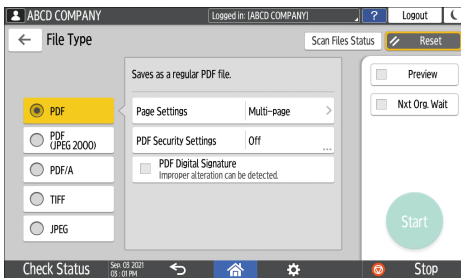 ABCD COMPANY
Logged in: [ABCD COMPANY]
?
Logout
File Type
Scan Files Status
Reset
Saves as a regular PDF file.
Preview
Nxt Org. Wait
PDF
PDF
(JPEG 2000)
PDF/A
TIFF
JPEG
Page Settings
Multi-page
PDF Security Settings
Off
...
PDF Digital Signature
Improper alteration can be detected.
Start
Check Status
Sep. 03 2021
03 : 01 PM
Stop